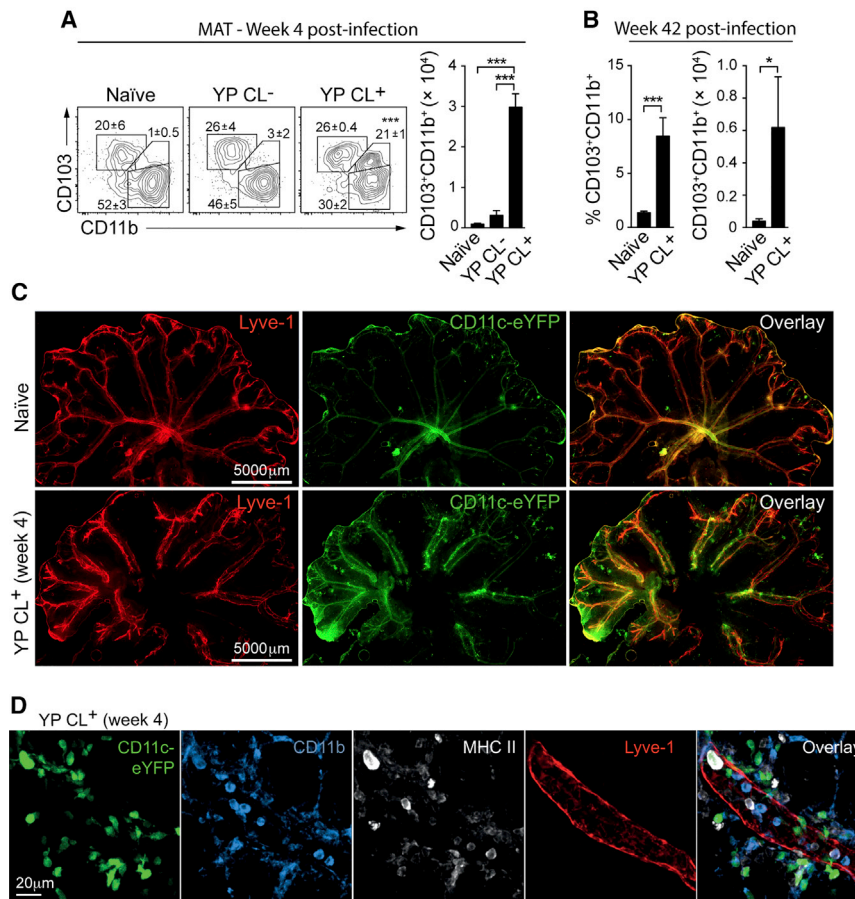 A
MAT - Week 4 post-infection
Naïve
YP CL-
YP CL+
CD103
20±6
1±0.5
52±3
26±4
3±2
46±5
26±0.4
***
21±1
30±2
CD11b
CD103+CD11b+ (× 10⁴)
4
3
2
1
0
***
***
Naïve
YP CL-
YP CL+
B
Week 42 post-infection
% CD103+CD11b+
15
10
5
0
***
Naïve
YP CL+
CD103+CD11b+ (× 10⁴)
1.0
0.8
0.6
0.4
0.2
0
*
Naïve
YP CL+
C
Naïve
Lyve-1
5000μm
CD11c-eYFP
Overlay
YP CL+ (week 4)
Lyve-1
5000μm
CD11c-eYFP
Overlay
D
YP CL+ (week 4)
CD11c-
eYFP
20μm
CD11b
MHC II
Lyve-1
Overlay